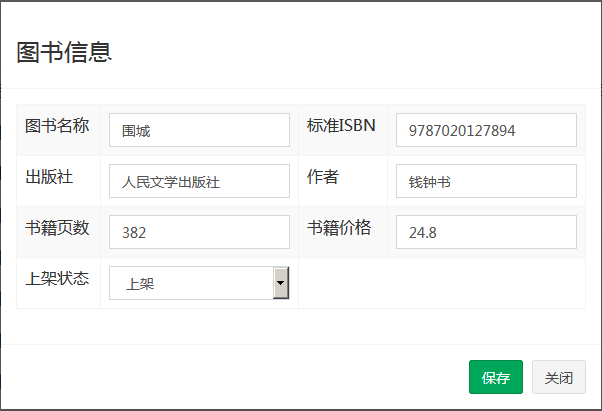 图书信息
图书名称 围城 标准ISBN 9787020127894
出版社 人民文学出版社 作者 钱钟书
书籍页数 382 书籍价格 24.8
上架状态 上架
保存 关闭